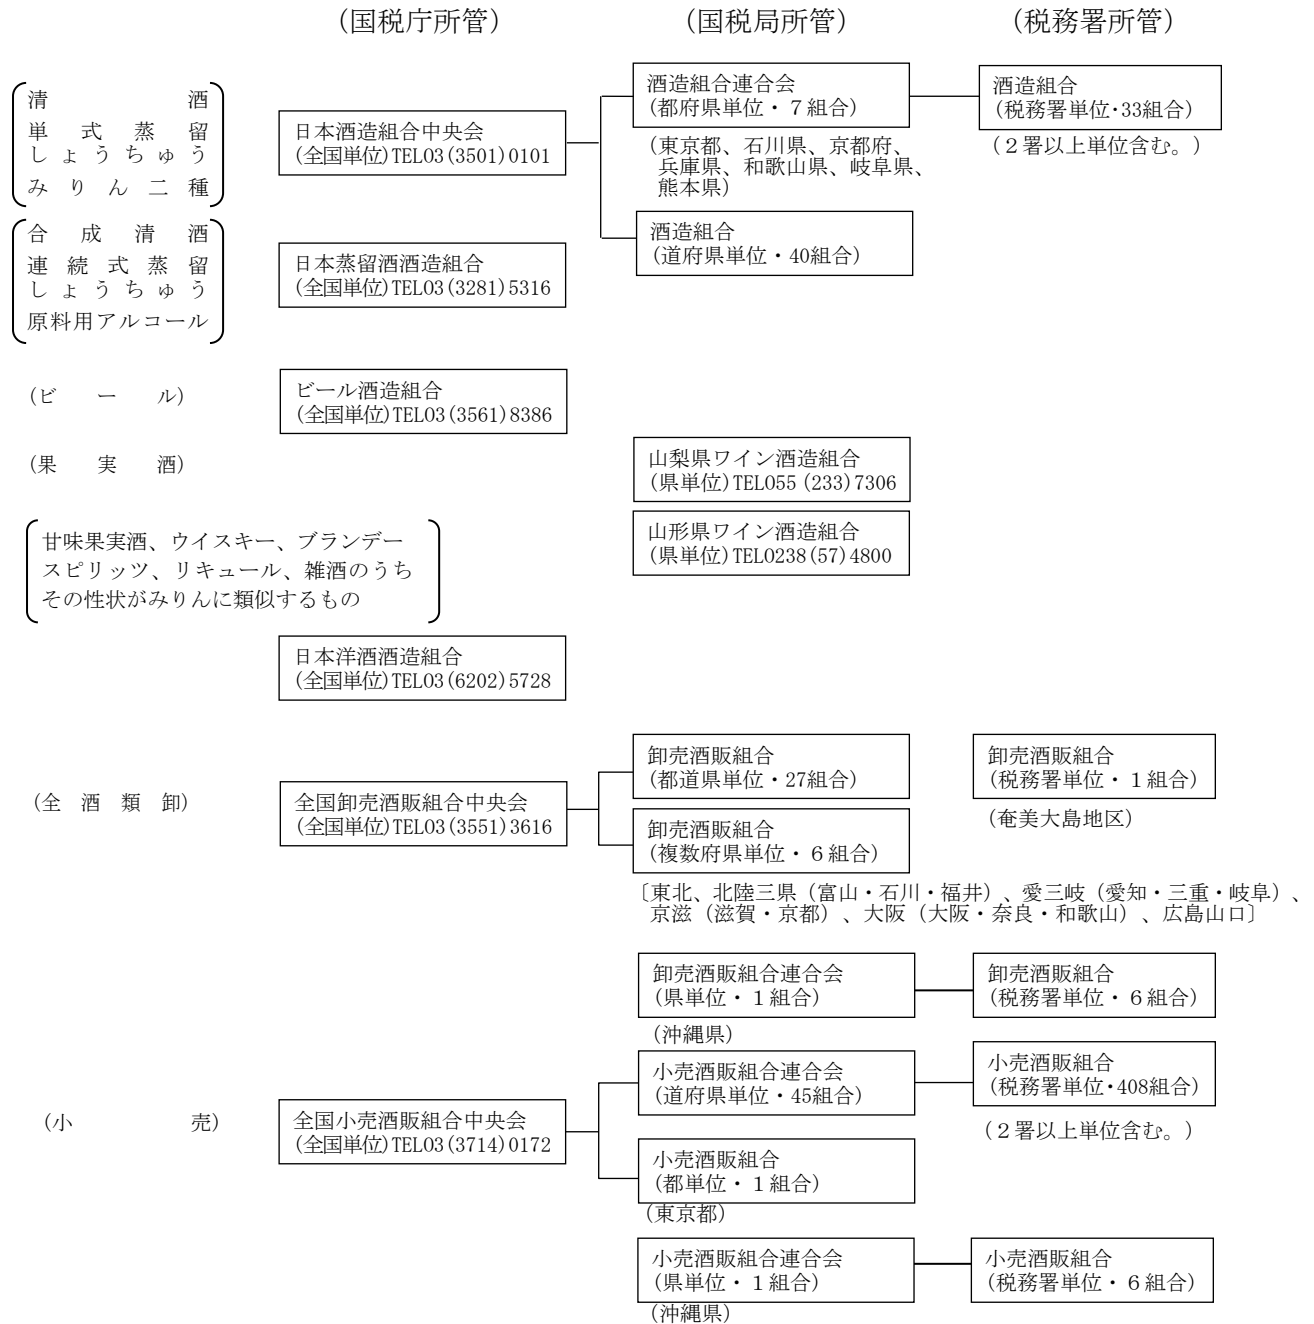 (国税庁所管)
(国税局所管)
(税務署所管)
清酒
単式蒸留
しょうちゅう
みりん二種
日本酒造組合中央会
(全国単位)TEL03(3501)0101
酒造組合連合会
(都府県単位・７組合)
(東京都、石川県、京都府、
兵庫県、和歌山県、岐阜県、
熊本県)
酒造組合
(税務署単位・33組合)
(２署以上単位含む。)
酒造組合
(道府県単位・40組合)
合成清酒
連続式蒸留
しょうちゅう
原料用アルコール
日本蒸留酒酒造組合
(全国単位)TEL03(3281)5316
(ビール)
ビール酒造組合
(全国単位)TEL03(3561)8386
(果実酒)
山梨県ワイン酒造組合
(県単位)TEL055 (233)7306
山形県ワイン酒造組合
(県単位)TEL0238(57)4800
甘味果実酒、ウイスキー、ブランデー
スピリッツ、リキュール、雑酒のうち
その性状がみりんに類似するもの
日本洋酒酒造組合
(全国単位)TEL03(6202)5728
(全酒類卸)
全国卸売酒販組合中央会
(全国単位)TEL03(3551)3616
卸売酒販組合
(都道県単位・27組合)
卸売酒販組合
(複数府県単位・６組合)
〔東北、北陸三県（富山・石川・福井）、愛三岐（愛知・三重・岐阜）、
京滋（滋賀・京都）、大阪（大阪・奈良・和歌山）、広島山口〕
卸売酒販組合
(税務署単位・１組合)
(奄美大島地区)
卸売酒販組合連合会
(県単位・１組合)
(沖縄県)
卸売酒販組合
(税務署単位・６組合)
(小売)
全国小売酒販組合中央会
(全国単位)TEL03(3714)0172
小売酒販組合連合会
(道府県単位・45組合)
小売酒販組合
(税務署単位・408組合)
(２署以上単位含む。)
小売酒販組合
(都単位・１組合)
(東京都)
小売酒販組合連合会
(県単位・１組合)
(沖縄県)
小売酒販組合
(税務署単位・６組合)